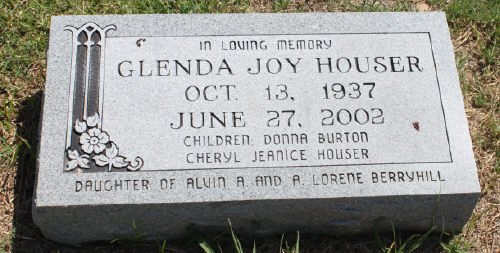 IN LOVING MEMORY
GLENDA JOY HOUSER
OCT. 13, 1937
JUNE 27, 2002
CHILDREN: DONNA BURTON
CHERYL JEANICE HOUSER
DAUGHTER OF ALVIN A. AND A. LORENE BERRYHILL